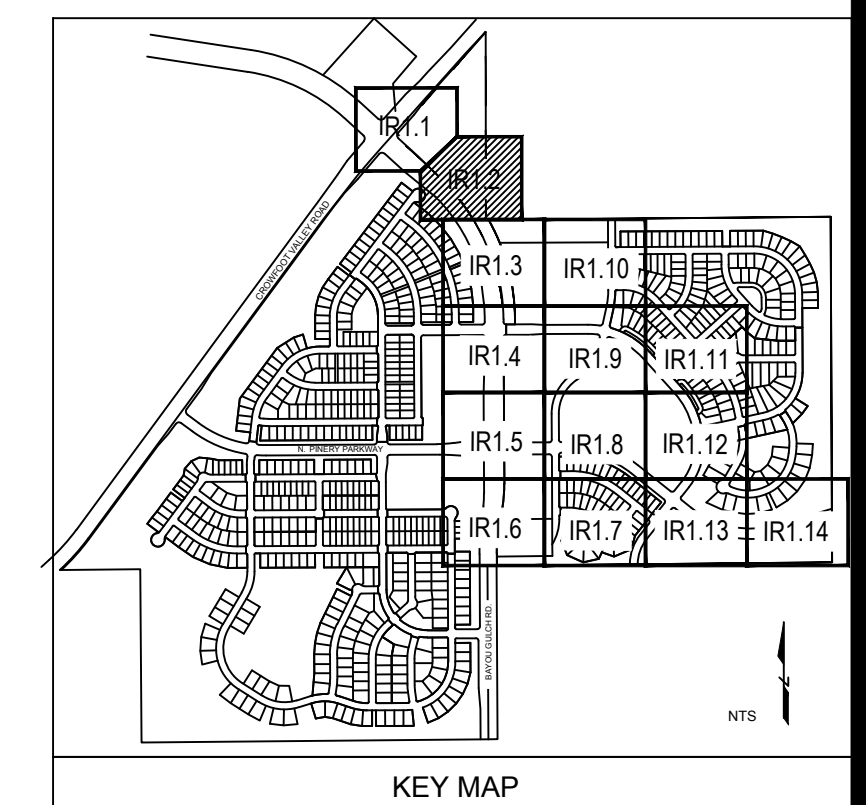 IR1.1
IR1.2
CROWFOOT VALLEY ROAD
IR1.3
IR1.10
IR1.4
IR1.9
IR1.11
N. PINERY PARKWAY
IR1.5
IR1.8
IR1.12
IR1.6
IR1.7
IR1.13
IR1.14
BAYOU GULCH RD.
N
NTS
KEY MAP